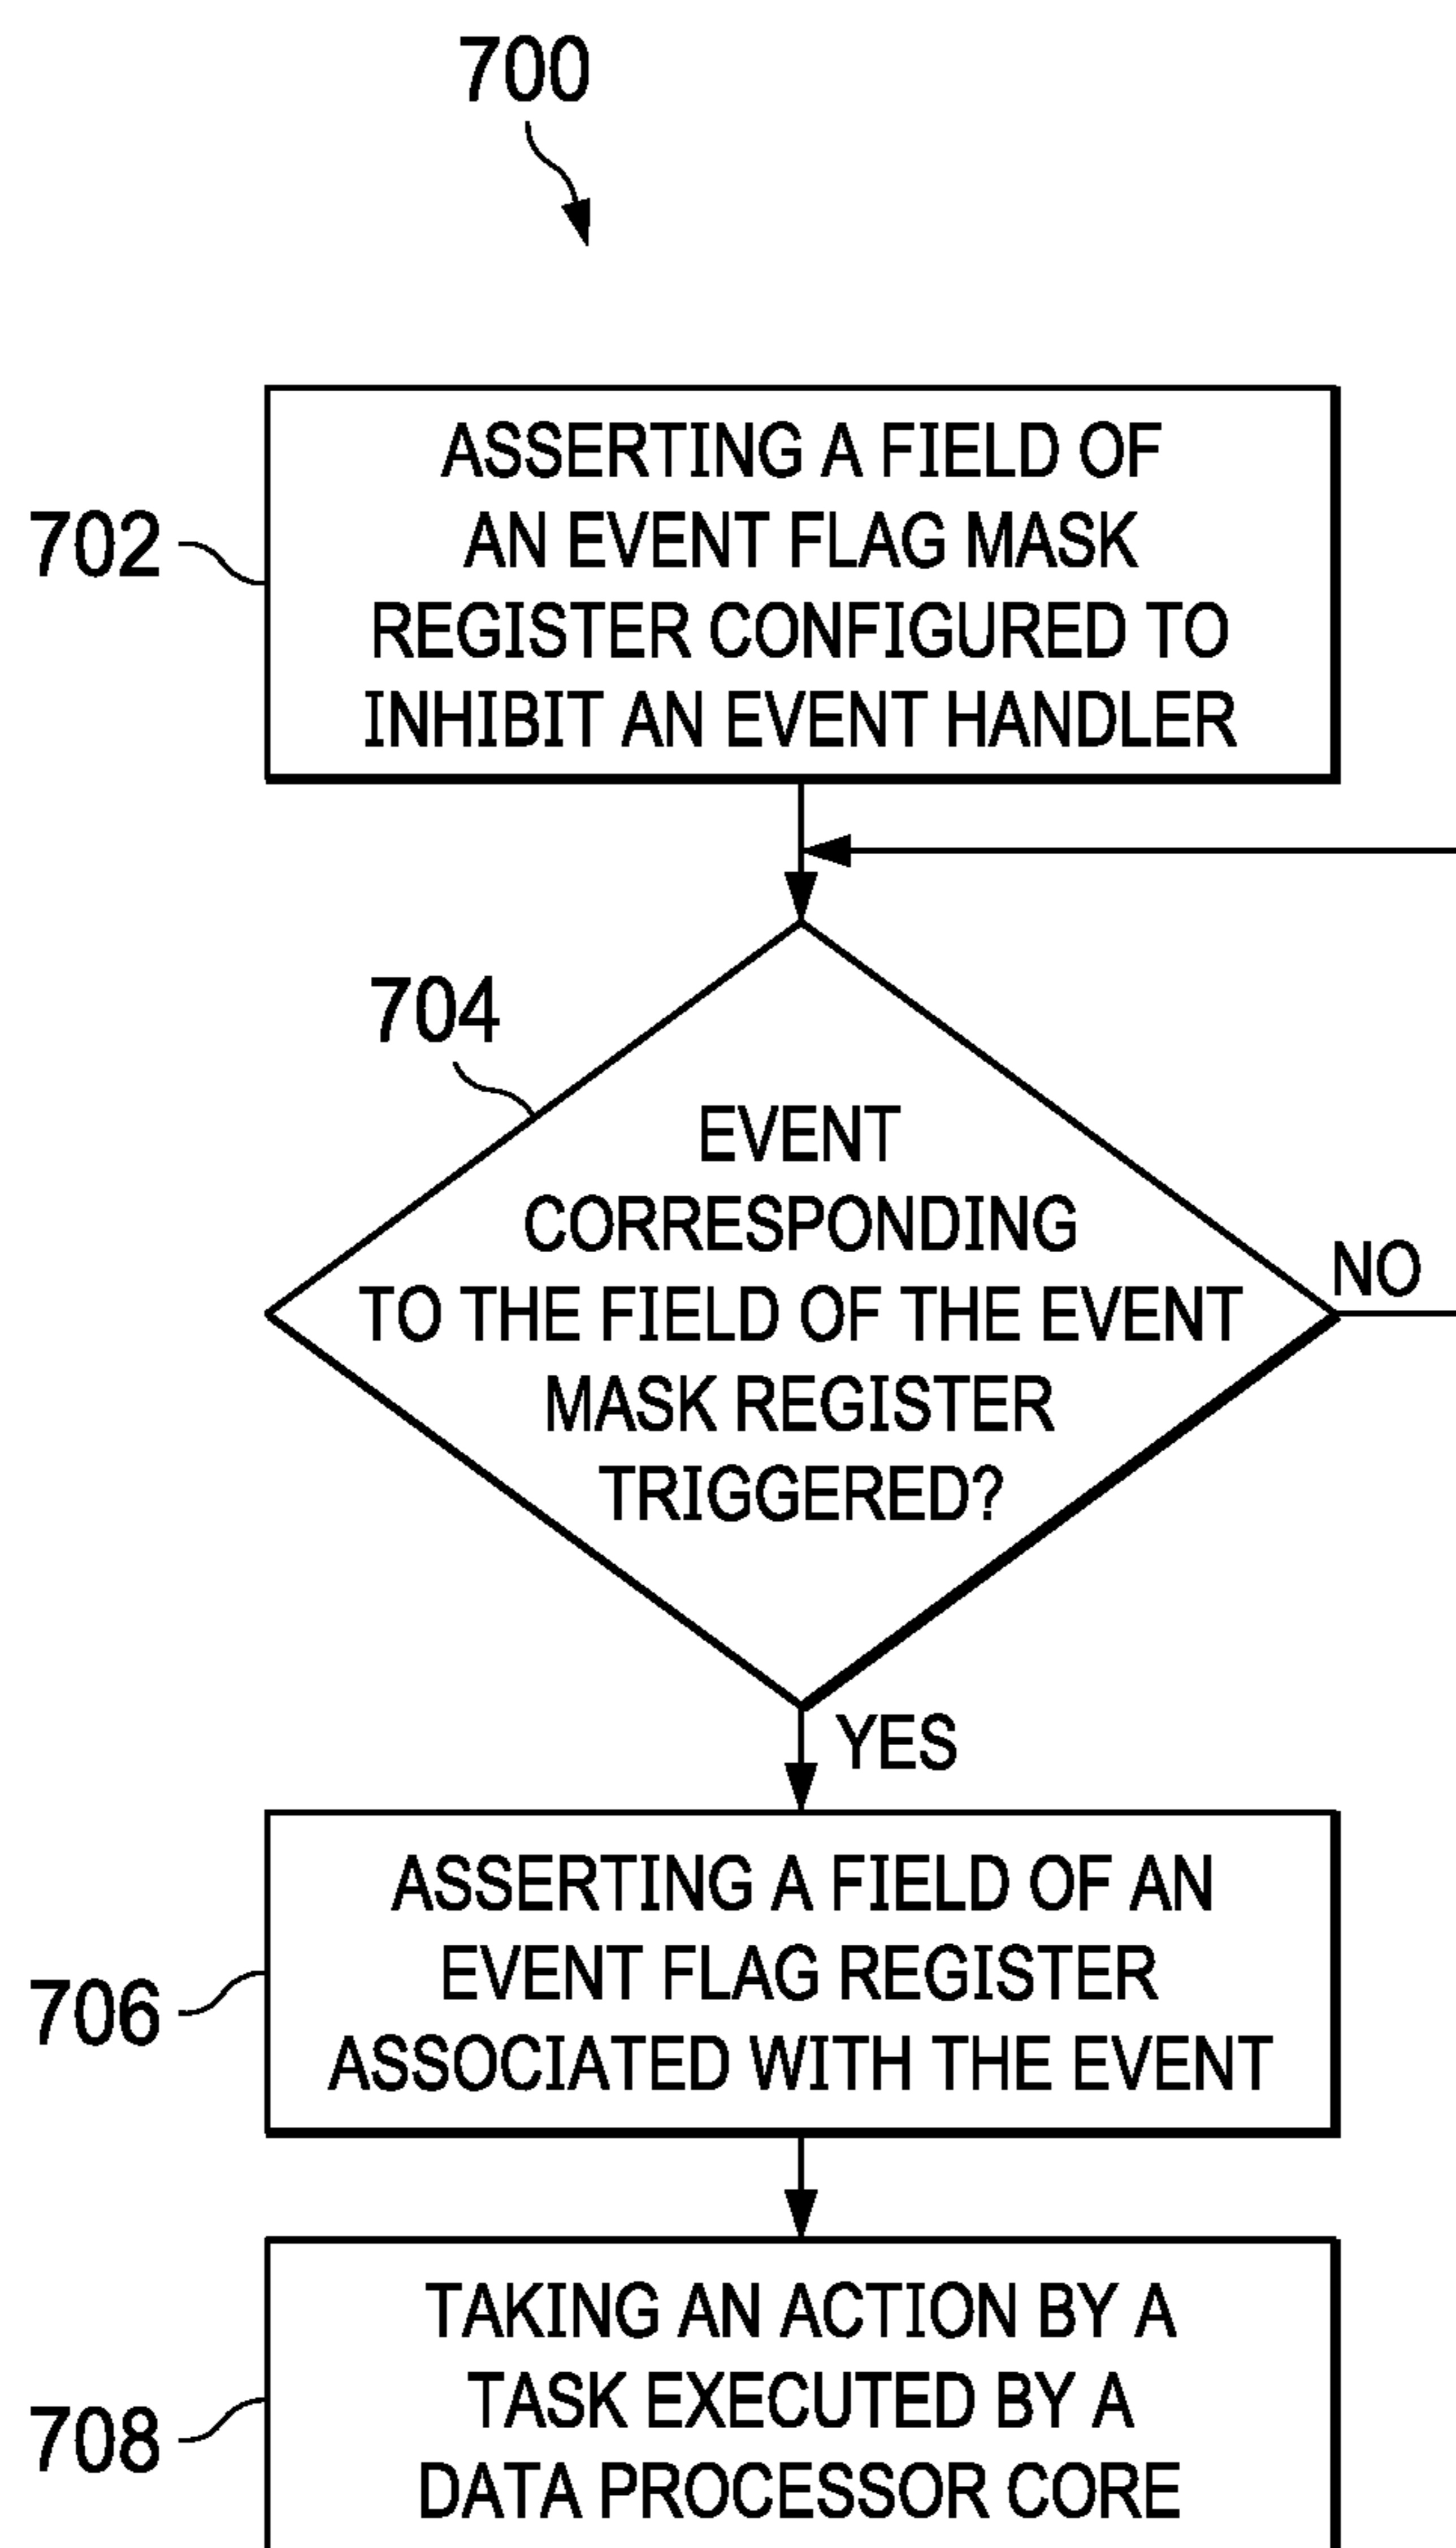 700
702
ASSERTING A FIELD OF
AN EVENT FLAG MASK
REGISTER CONFIGURED TO
INHIBIT AN EVENT HANDLER
704
EVENT
CORRESPONDING
TO THE FIELD OF THE EVENT
MASK REGISTER
TRIGGERED?
NO
YES
706
ASSERTING A FIELD OF AN
EVENT FLAG REGISTER
ASSOCIATED WITH THE EVENT
708
TAKING AN ACTION BY A
TASK EXECUTED BY A
DATA PROCESSOR CORE